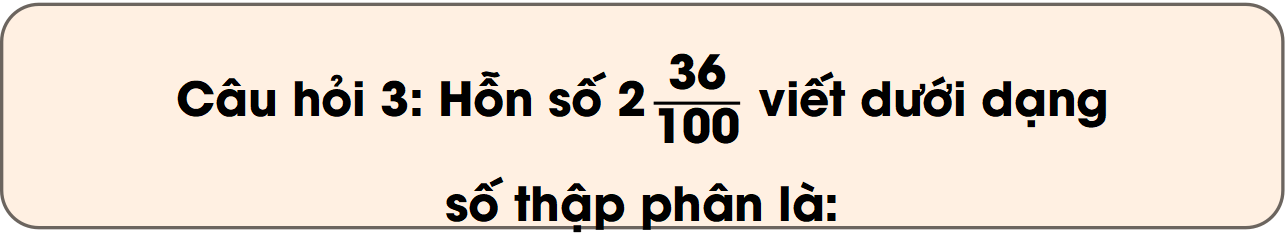 Câu hỏi 3: Hỗn số 2 36/100 viết dưới dạng
số thập phân là: